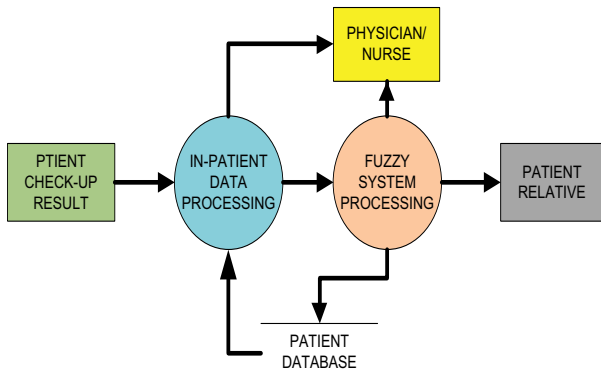 PHYSICIAN/
NURSE
PTIENT
CHECK-UP
RESULT
IN-PATIENT
DATA
PROCESSING
FUZZY
SYSTEM
PROCESSING
PATIENT
RELATIVE
PATIENT
DATABASE